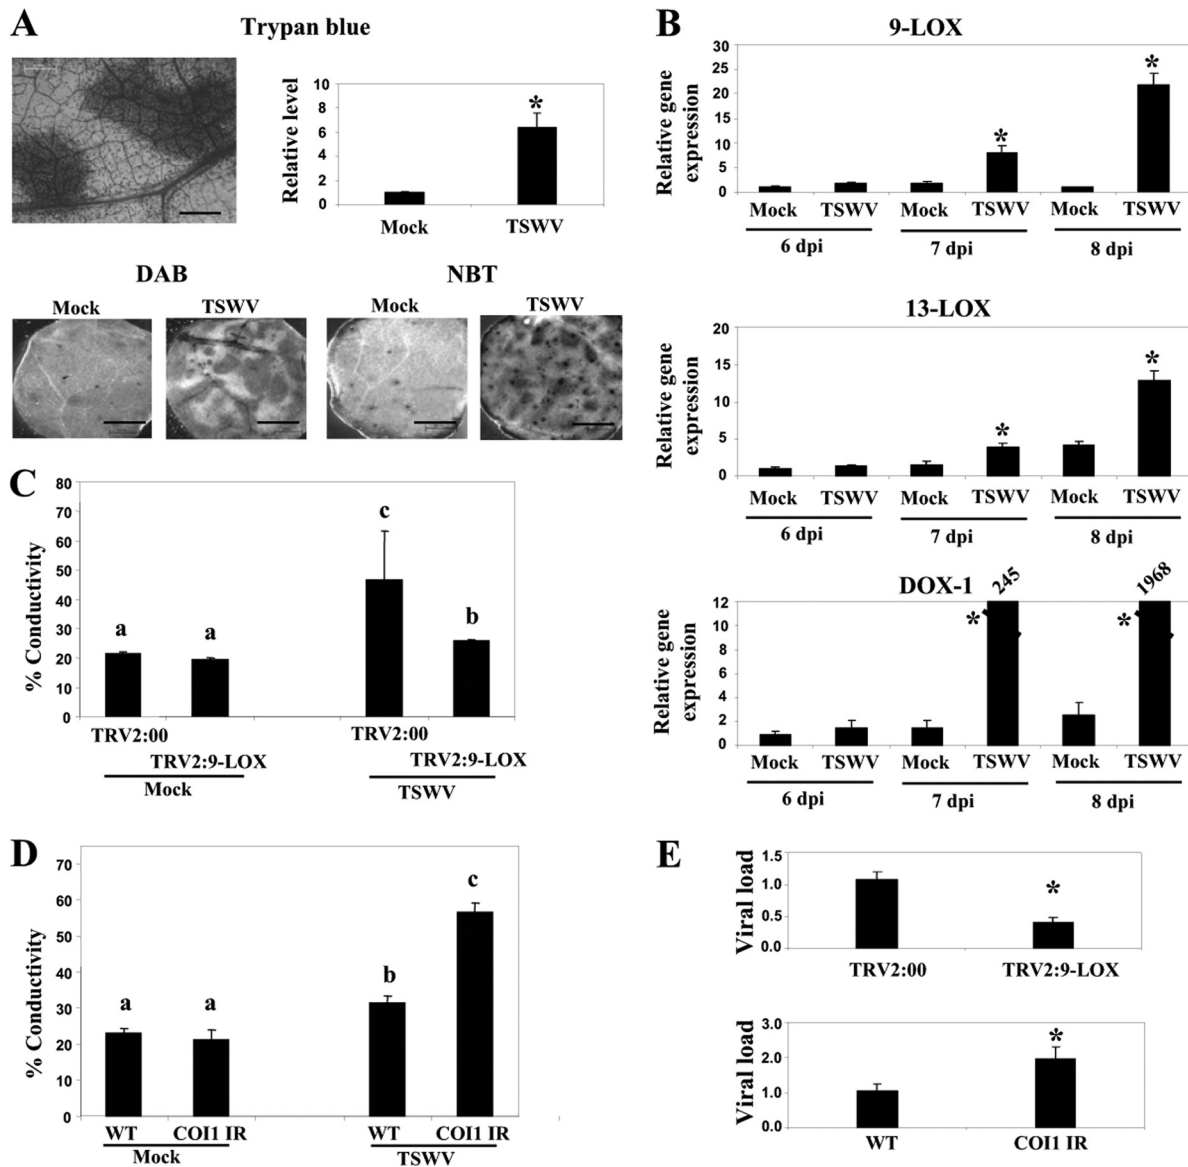 A
Trypan blue
Relative level
10
8
6
4
2
0
*
Mock
TSWV
DAB
NBT
Mock
TSWV
Mock
TSWV
B
9-LOX
Relative gene
expression
30
25
20
15
10
5
0
*
*
Mock
TSWV
Mock
TSWV
Mock
TSWV
6 dpi
7 dpi
8 dpi
13-LOX
Relative gene
expression
20
15
10
5
0
*
*
Mock
TSWV
Mock
TSWV
Mock
TSWV
6 dpi
7 dpi
8 dpi
DOX-1
245
1968
Relative gene
expression
12
10
8
6
4
2
0
*
*
Mock
TSWV
Mock
TSWV
Mock
TSWV
6 dpi
7 dpi
8 dpi
C
% Conductivity
80
70
60
50
40
30
20
10
0
a
a
c
b
TRV2:00
TRV2:9-LOX
TRV2:00
TRV2:9-LOX
Mock
TSWV
D
% Conductivity
70
60
50
40
30
20
10
0
a
a
b
c
WT
COI1 IR
WT
COI1 IR
Mock
TSWV
E
Viral load
1.5
1.0
0.5
0.0
*
TRV2:00
TRV2:9-LOX
Viral load
3.0
2.0
1.0
0.0
*
WT
COI1 IR